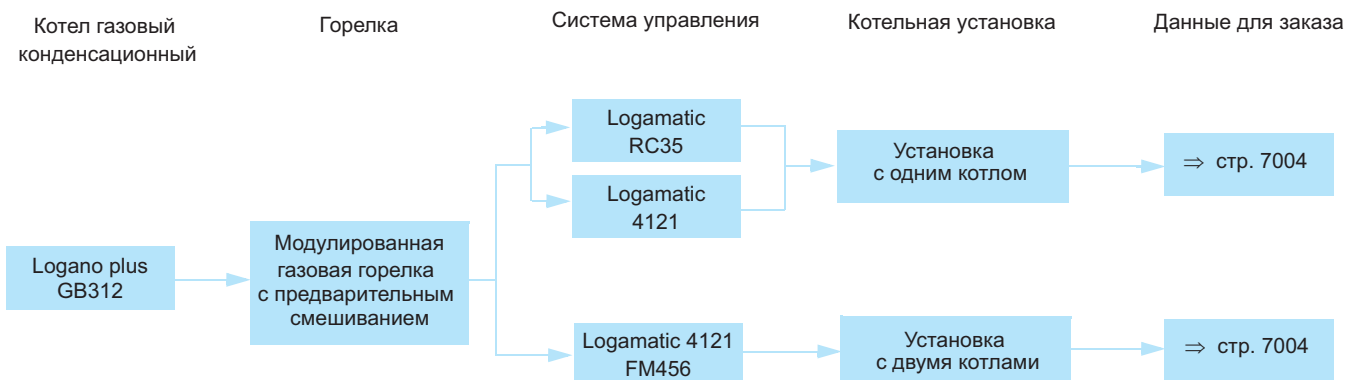 Котел газовый
конденсационный
Горелка
Система управления
Котельная установка
Данные для заказа
Logano plus
GB312
Модулированная
газовая горелка
с предварительным
смешиванием
Logamatic
RC35
Logamatic
4121
Установка
с одним котлом
⇒ стр. 7004
Logamatic 4121
FM456
Установка
с двумя котлами
⇒ стр. 7004